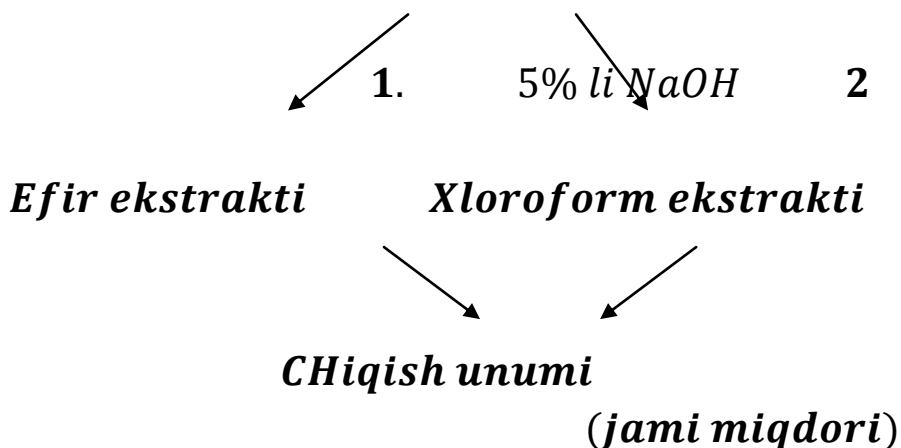 1. 5% li NaOH 2
Efir ekstrakti Xloroform ekstrakti
CHiqish unumi
(jami miqdori)